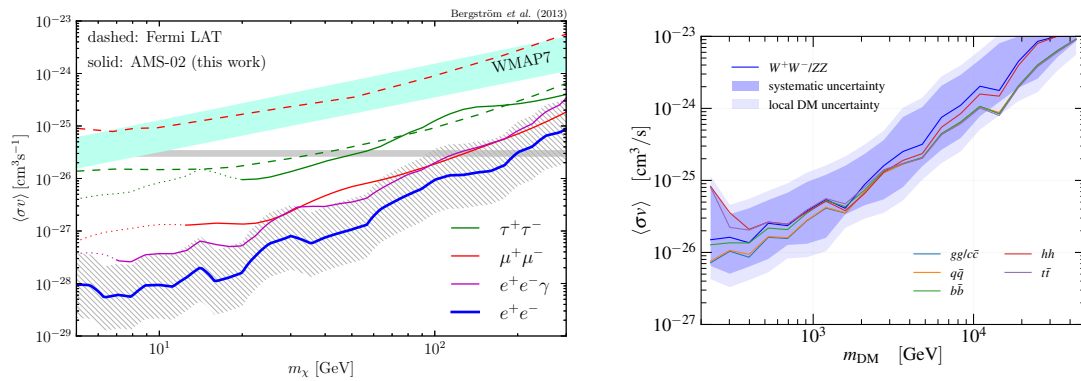 Bergström et al. (2013)
dashed: Fermi LAT
solid: AMS-02 (this work)
WMAP7
τ⁺τ⁻
μ⁺μ⁻
e⁺e⁻γ
e⁺e⁻
10⁻²³
10⁻²⁴
10⁻²⁵
10⁻²⁶
10⁻²⁷
10⁻²⁸
10⁻²⁹
⟨σv⟩ [cm³s⁻¹]
10¹
10²
mχ [GeV]
W⁺W⁻/ZZ
systematic uncertainty
local DM uncertainty
gg/cc̄
qq̄
bb̄
hh
tt̄
10⁻²³
10⁻²⁴
10⁻²⁵
10⁻²⁶
10⁻²⁷
⟨σv⟩ [cm³/s]
10³
10⁴
m_DM [GeV]